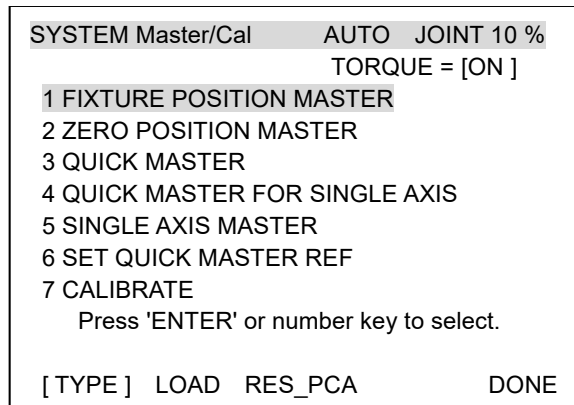 SYSTEM Master/Cal AUTO JOINT 10 %
TORQUE = [ON ]
1 FIXTURE POSITION MASTER
2 ZERO POSITION MASTER
3 QUICK MASTER
4 QUICK MASTER FOR SINGLE AXIS
5 SINGLE AXIS MASTER
6 SET QUICK MASTER REF
7 CALIBRATE
Press 'ENTER' or number key to select.
[ TYPE ] LOAD RES_PCA DONE